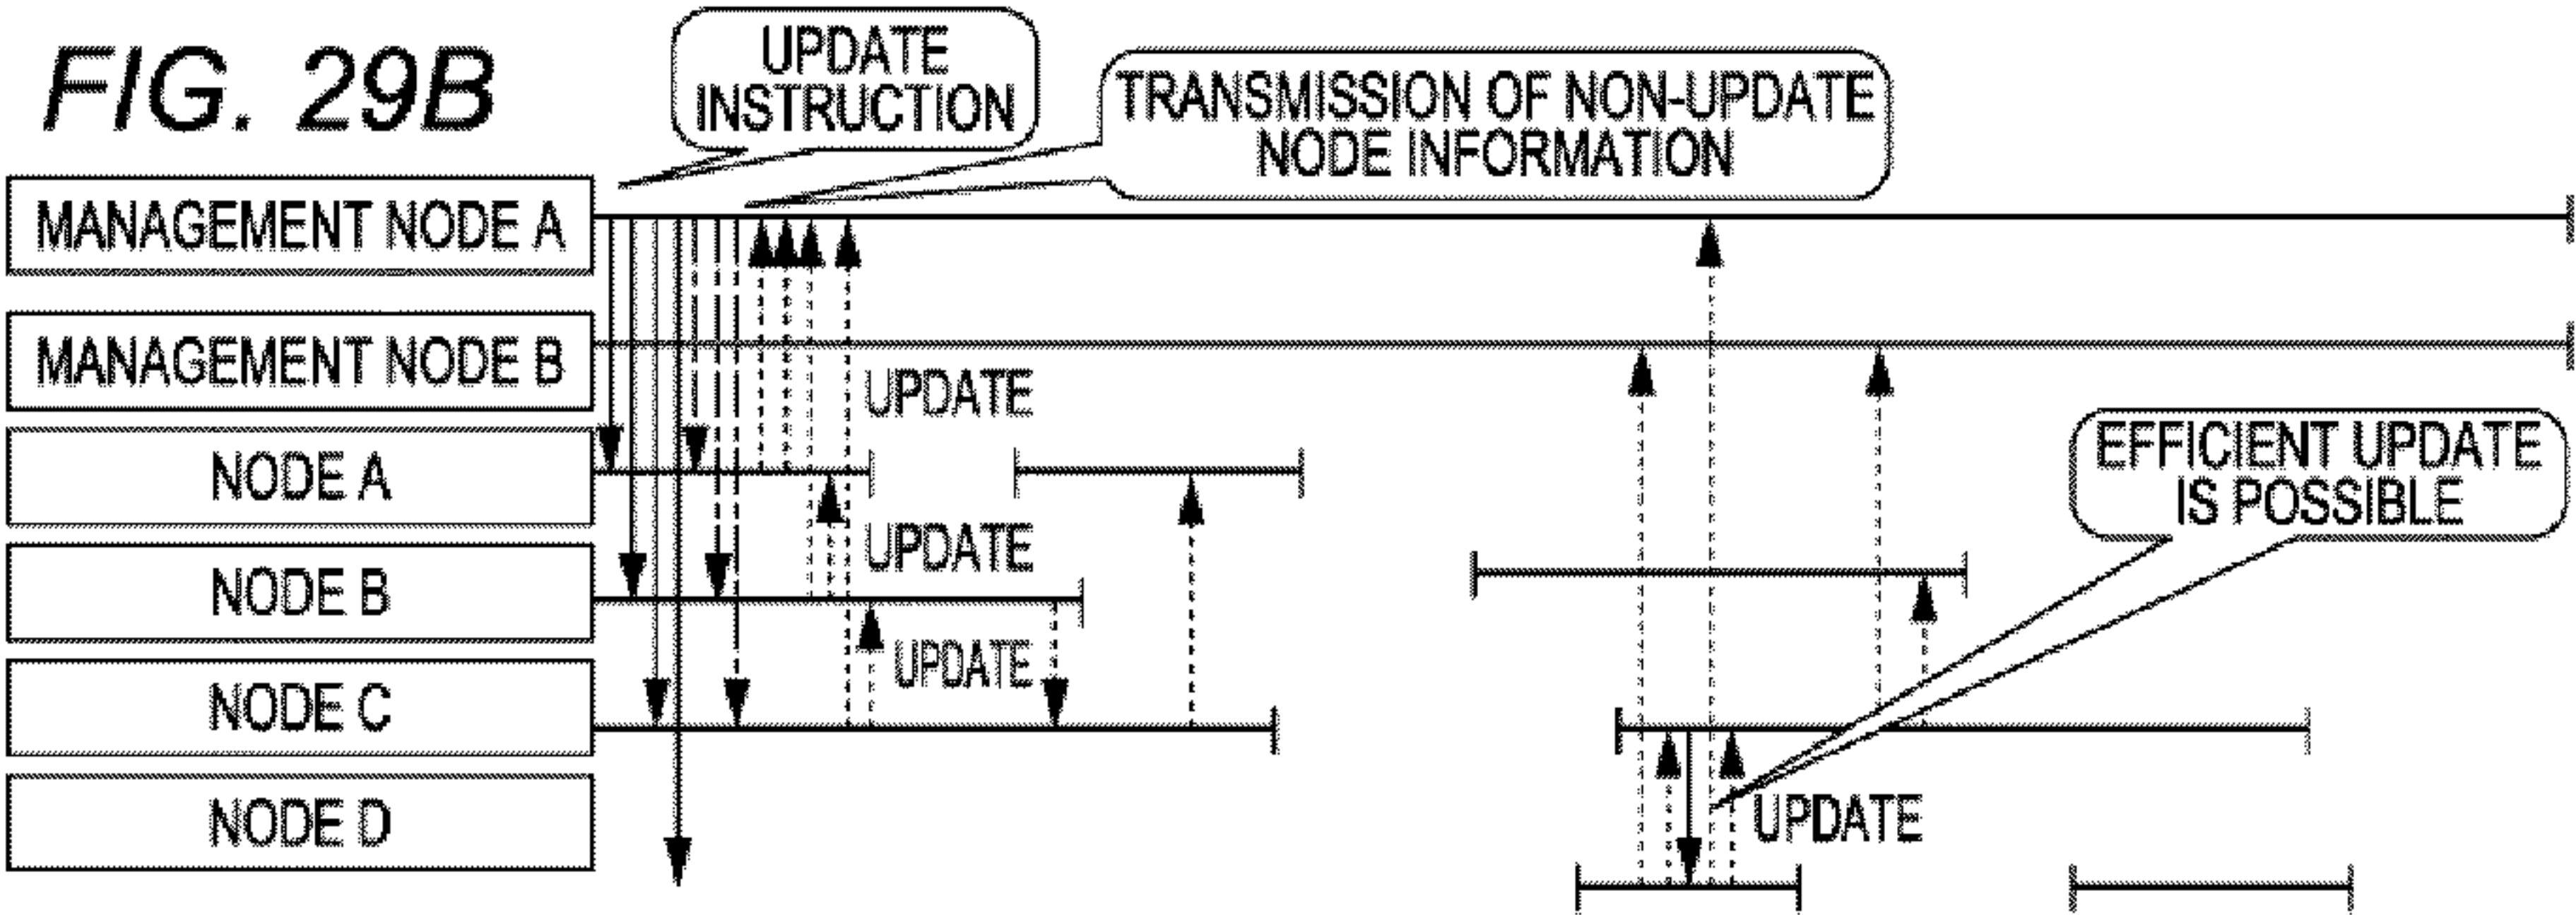 FIG. 29B
UPDATE
INSTRUCTION
TRANSMISSION OF NON-UPDATE
NODE INFORMATION
MANAGEMENT NODE A
MANAGEMENT NODE B
UPDATE
NODE A
EFFICIENT UPDATE
IS POSSIBLE
UPDATE
NODE B
UPDATE
NODE C
NODE D
UPDATE